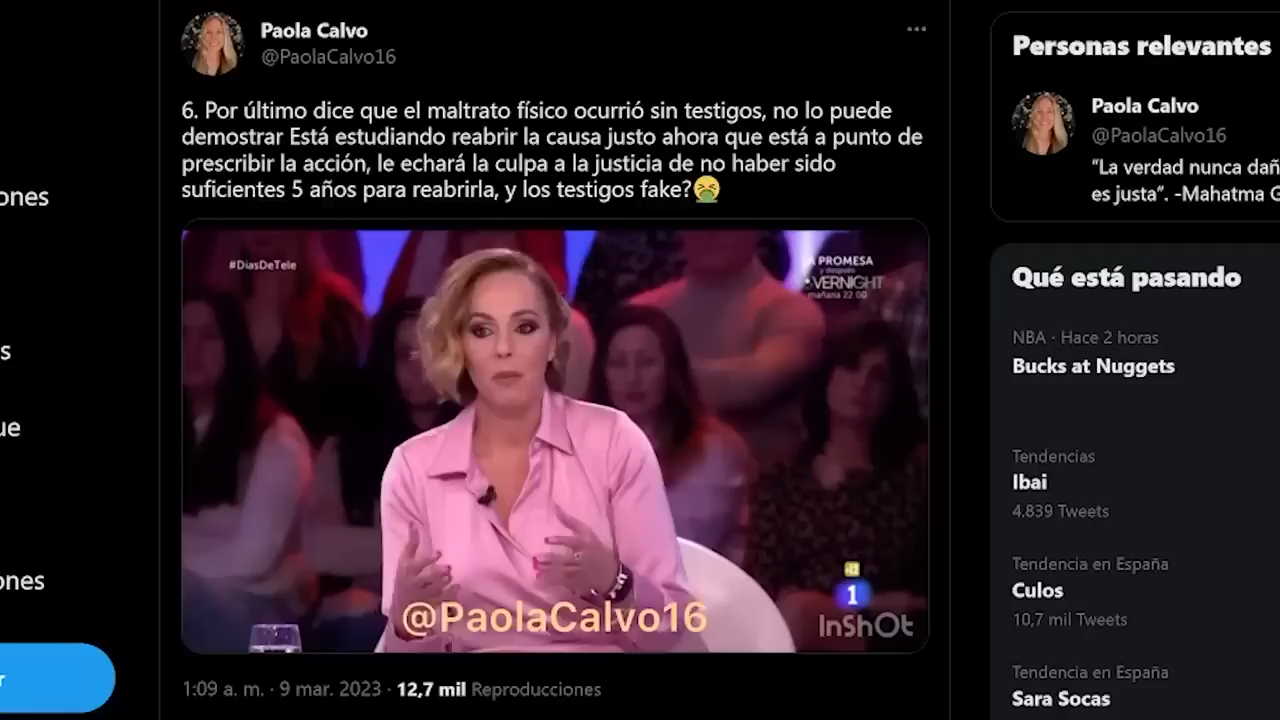 Paola Calvo
@PaolaCalvo16
6. Por último dice que el maltrato físico ocurrió sin testigos, no lo puede
demostrar Está estudiando reabrir la causa justo ahora que está a punto de
prescribir la acción, le echará la culpa a la justicia de no haber sido
suficientes 5 años para reabrirla, y los testigos fake?🤮
#DiasDeTele
PROMESA
y después
VERNIGHT
mañana 22:00
+12
1
@PaolaCalvo16
InShOt
1:09 a. m. · 9 mar. 2023 · 12,7 mil Reproducciones
ones
s
ue
ones
r
Personas relevantes
Paola Calvo
@PaolaCalvo16
“La verdad nunca dañ
es justa”. -Mahatma G
Qué está pasando
NBA · Hace 2 horas
Bucks at Nuggets
Tendencias
Ibai
4.839 Tweets
Tendencia en España
Culos
10,7 mil Tweets
Tendencia en España
Sara Socas